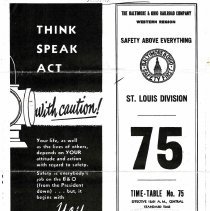 THINK
SPEAK
ACT
with caution!
Your life, as well
as the lives of others,
depends on YOUR
attitude and action
with regard to safety.
Safety is everybody's
job on the B & O
(from the President
down) . . . but, it
begins with
You
THE BALTIMORE & OHIO RAILROAD COMPANY
WESTERN REGION
SAFETY ABOVE EVERYTHING
ST. LOUIS DIVISION
75
TIME-TABLE No. 75
EFFECTIVE 12:01 A. M., CENTRAL
STANDARD TIME